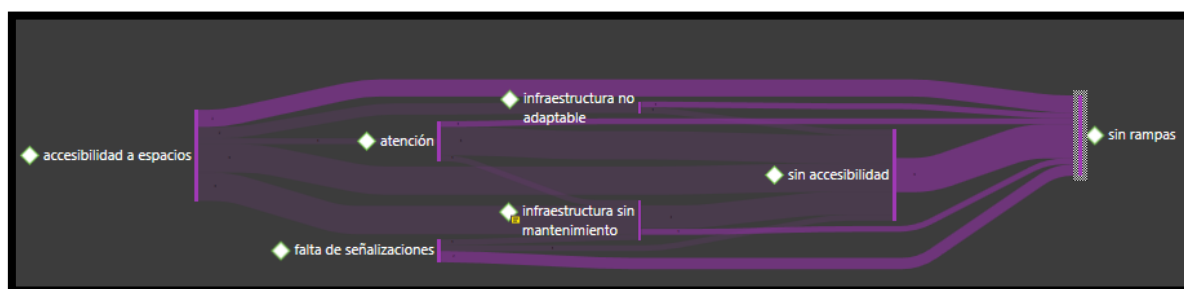 infraestructura no
adaptable
atención
sin rampas
accesibilidad a espacios
sin accesibilidad
infraestructura sin
mantenimiento
falta de señalizaciones